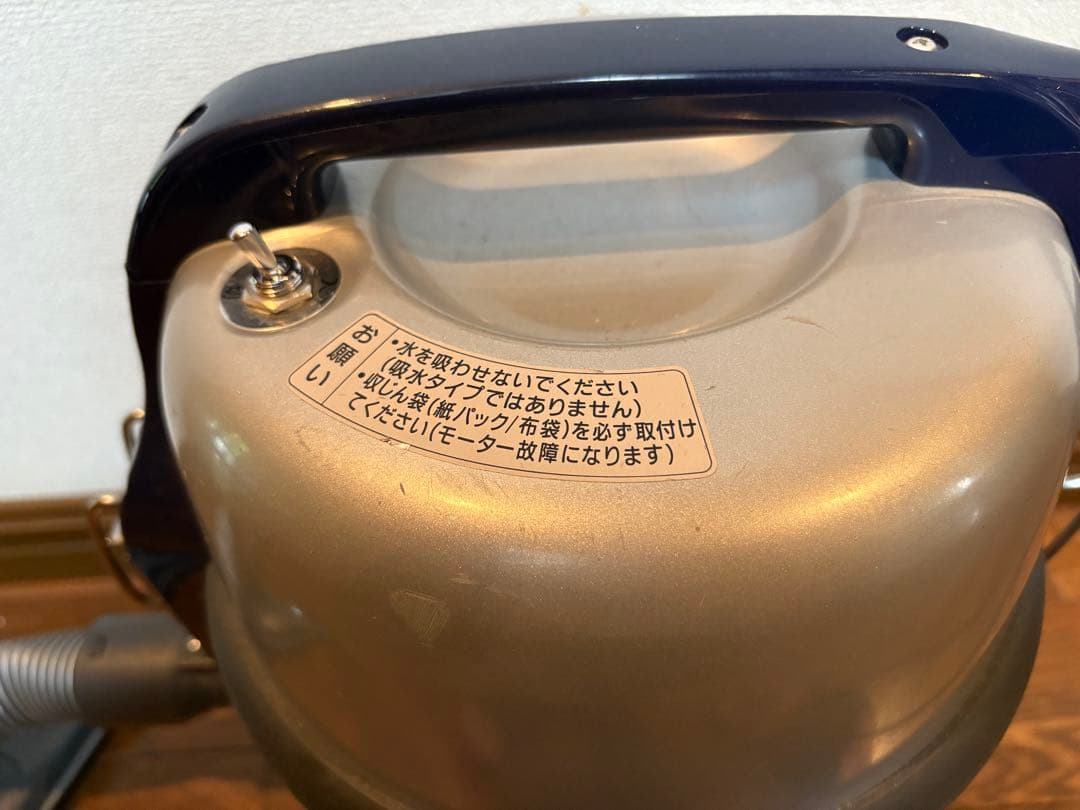 お願い
・水を吸わせないでください
(吸水タイプではありません)
・収じん袋(紙パック/布袋)を必ず取付け
てください(モーター故障になります)